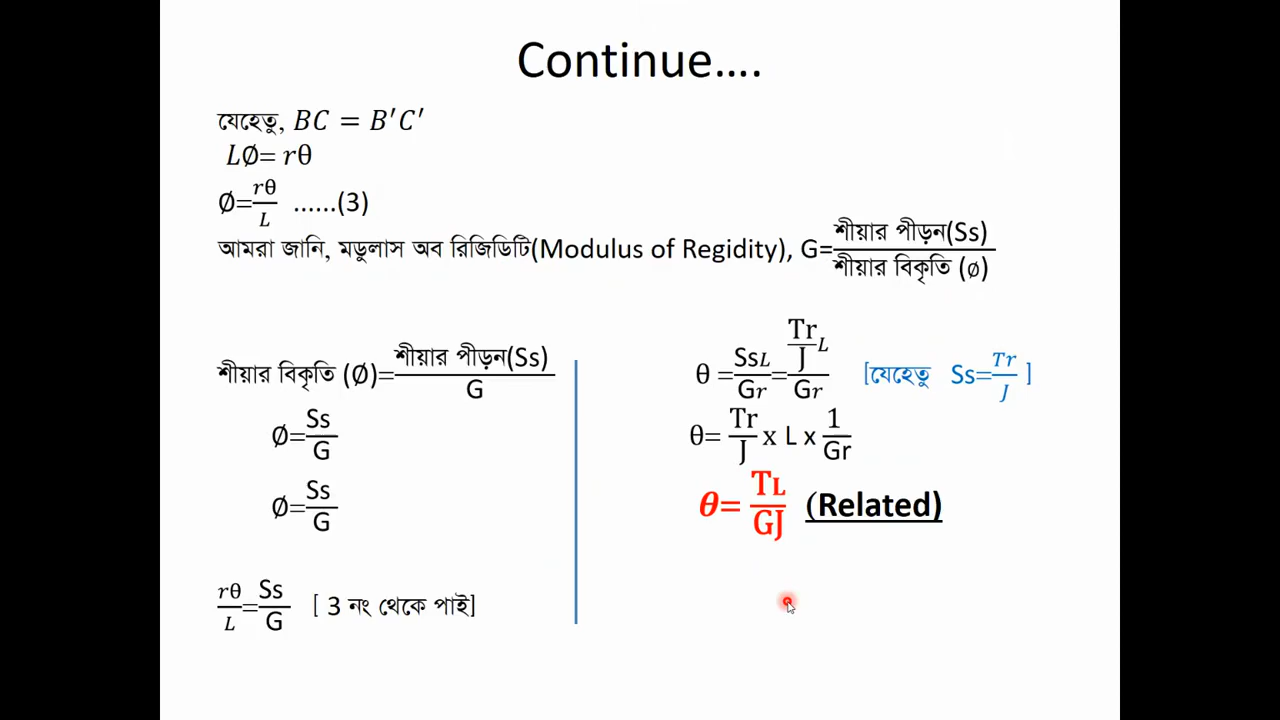 Continue....
যেহেতু, BC = B′C′
LØ= rθ
Ø=rθ/L ......(3)
আমরা জানি, মডুলাস অব রিজিডিটি(Modulus of Regidity), G=শীয়ার পীড়ন(Ss)/শীয়ার বিকৃতি (ø)
শীয়ার বিকৃতি (Ø)=শীয়ার পীড়ন(Ss)/G
Ø=Ss/G
Ø=Ss/G
rθ/L=Ss/G [ 3 নং থেকে পাই]
θ =SsL/Gr=(Tr/J)L/Gr [যেহেতু Ss=Tr/J ]
θ= Tr/J x L x 1/Gr
θ= TL/GJ (Related)